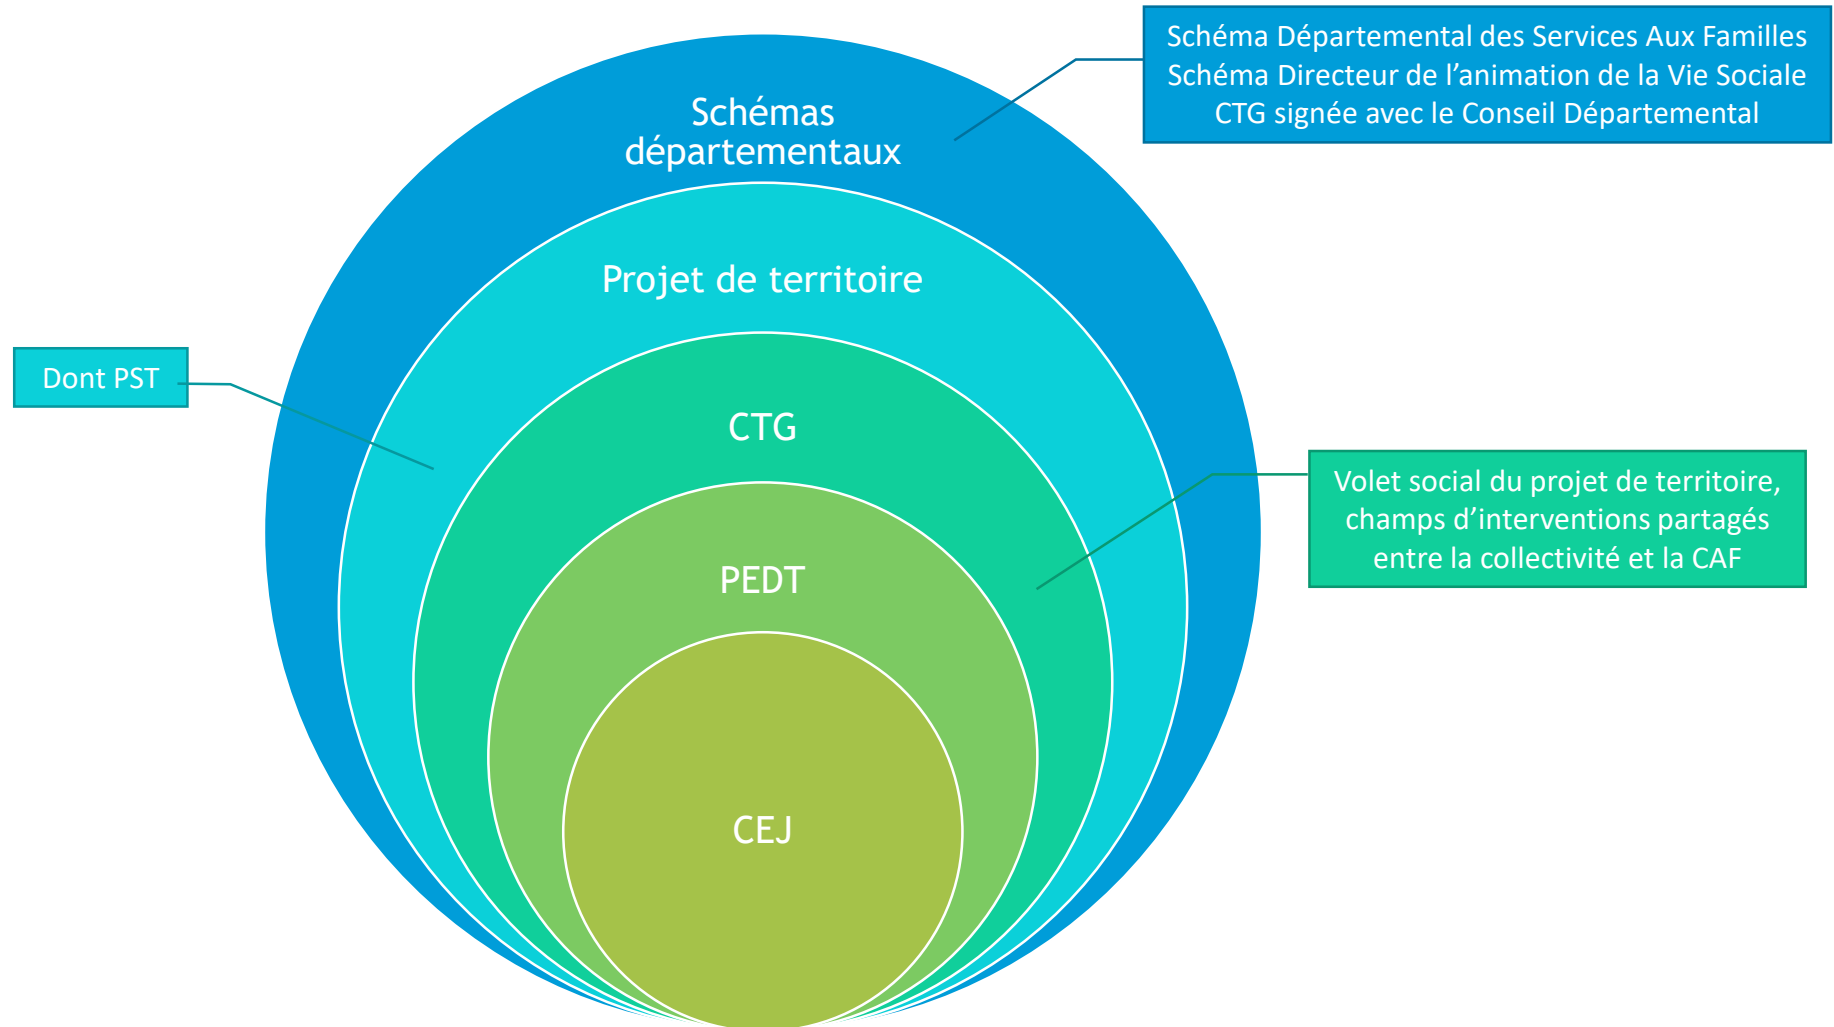 Schéma Départemental des Services Aux Familles
Schéma Directeur de l’animation de la Vie Sociale
CTG signée avec le Conseil Départemental
Schémas
départementaux
Projet de territoire
Dont PST
CTG
Volet social du projet de territoire,
champs d’interventions partagés
entre la collectivité et la CAF
PEDT
CEJ